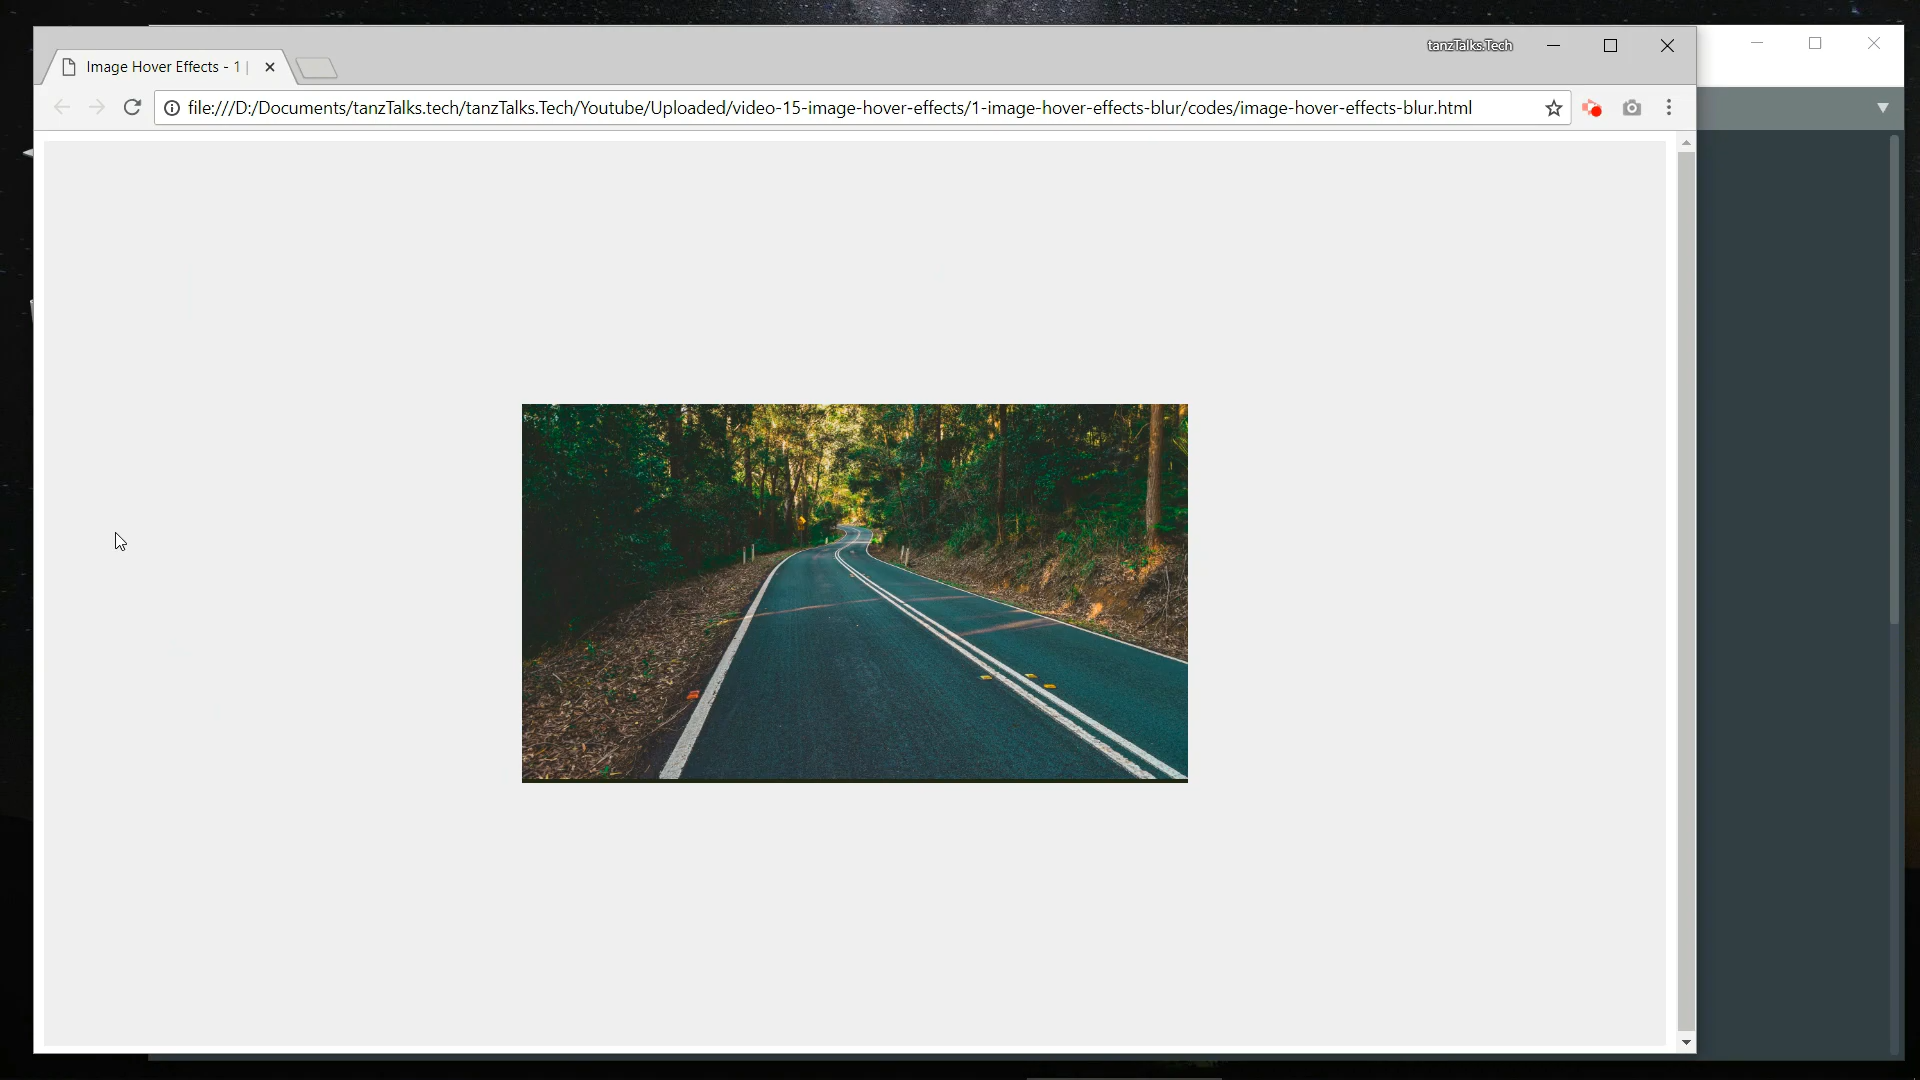 tanzTalks.Tech
Image Hover Effects - 1 |
file:///D:/Documents/tanzTalks.tech/tanzTalks.Tech/Youtube/Uploaded/video-15-image-hover-effects/1-image-hover-effects-blur/codes/image-hover-effects-blur.html